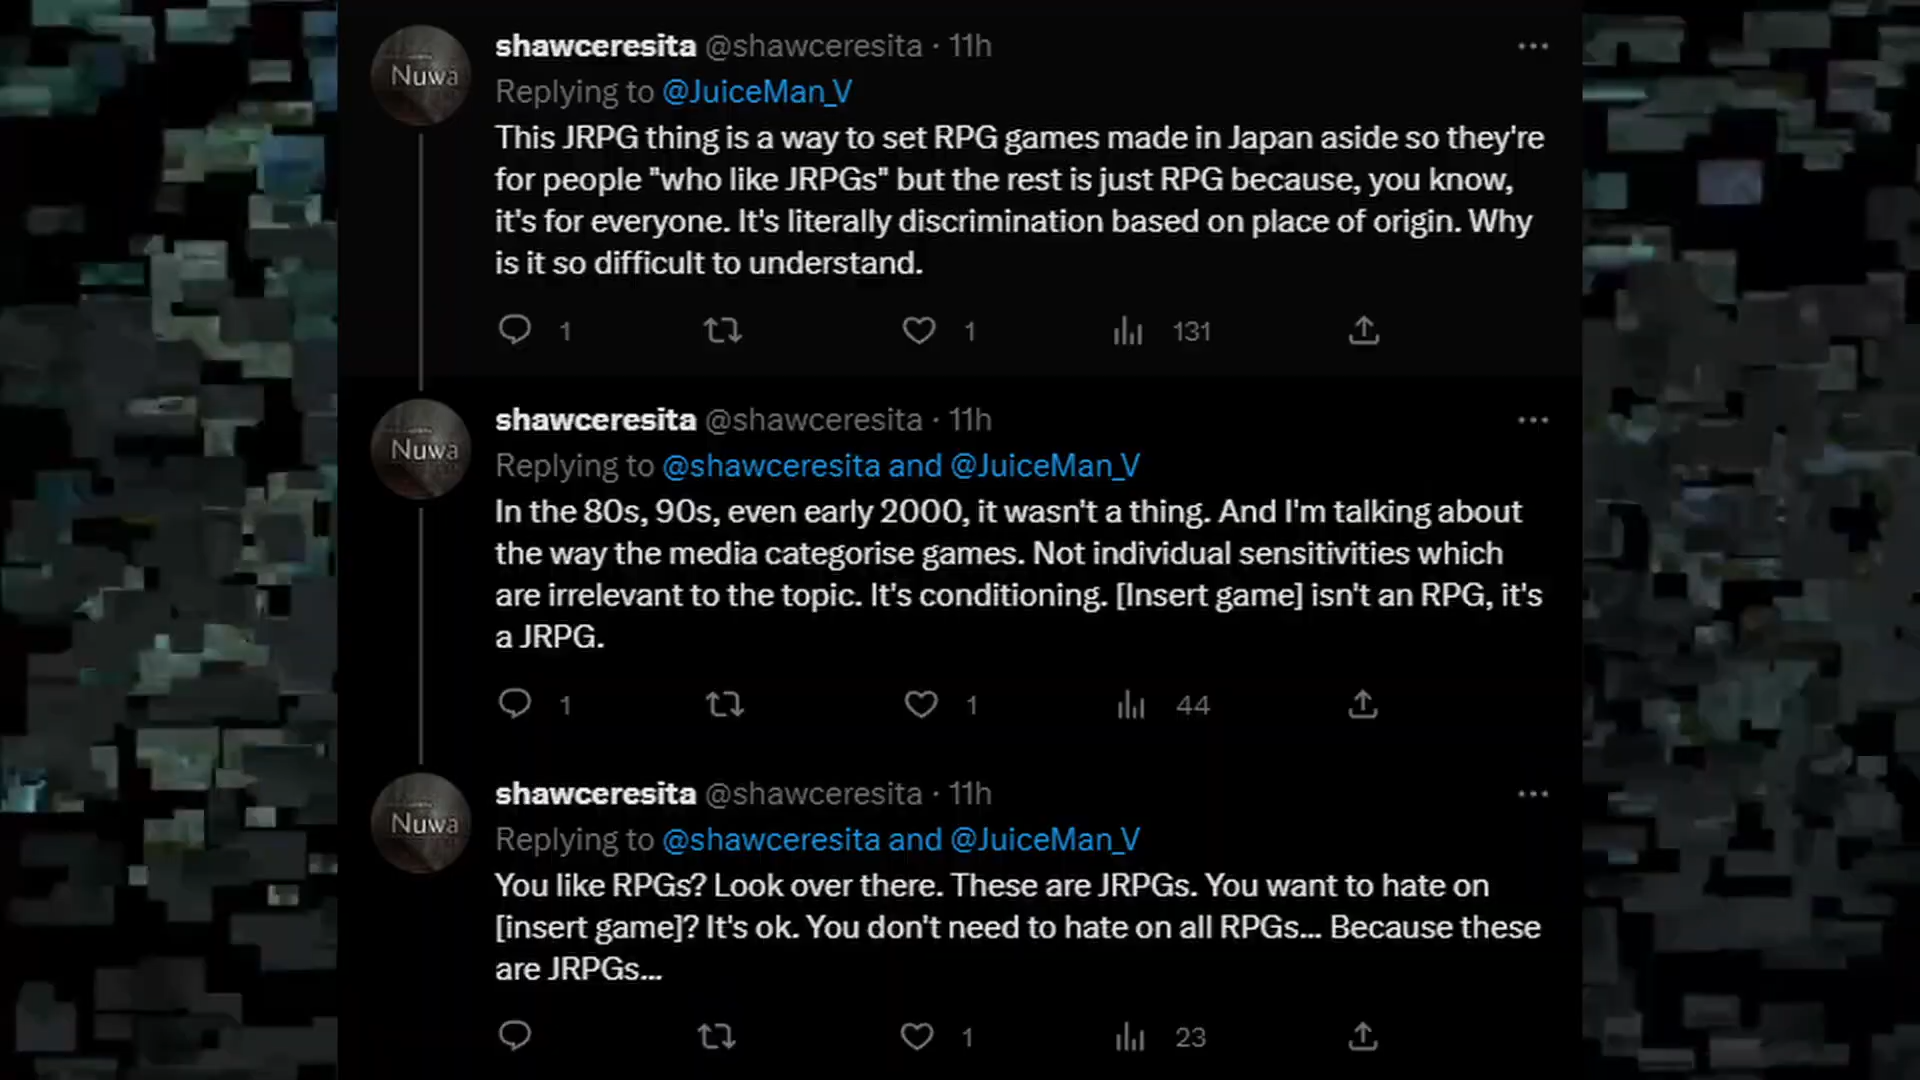 shawceresita @shawceresita · 11h
Nuwa
Replying to @JuiceMan_V
This JRPG thing is a way to set RPG games made in Japan aside so they're
for people "who like JRPGs" but the rest is just RPG because, you know,
it's for everyone. It's literally discrimination based on place of origin. Why
is it so difficult to understand.
1 1 131
shawceresita @shawceresita · 11h
Nuwa
Replying to @shawceresita and @JuiceMan_V
In the 80s, 90s, even early 2000, it wasn't a thing. And I'm talking about
the way the media categorise games. Not individual sensitivities which
are irrelevant to the topic. It's conditioning. [Insert game] isn't an RPG, it's
a JRPG.
1 1 44
shawceresita @shawceresita · 11h
Nuwa
Replying to @shawceresita and @JuiceMan_V
You like RPGs? Look over there. These are JRPGs. You want to hate on
[insert game]? It's ok. You don't need to hate on all RPGs... Because these
are JRPGs...
1 23